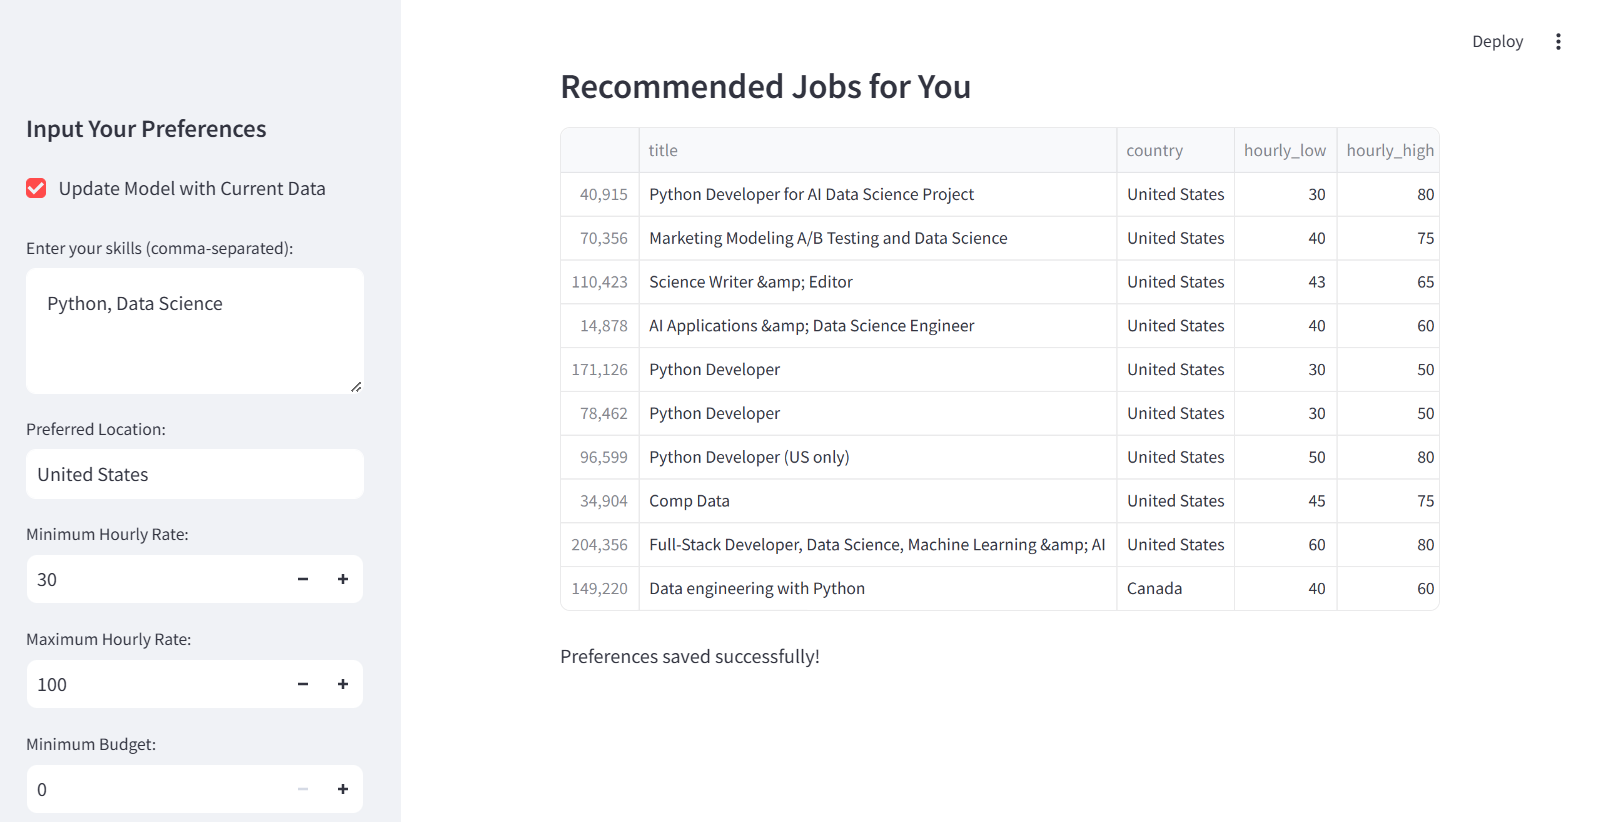 Deploy
Input Your Preferences
Update Model with Current Data
Enter your skills (comma-separated):
Python, Data Science
Preferred Location:
United States
Minimum Hourly Rate:
30
Maximum Hourly Rate:
100
Minimum Budget:
0
Recommended Jobs for You
title country hourly_low hourly_high
40,915 Python Developer for AI Data Science Project United States 30 80
70,356 Marketing Modeling A/B Testing and Data Science United States 40 75
110,423 Science Writer &amp; Editor United States 43 65
14,878 AI Applications &amp; Data Science Engineer United States 40 60
171,126 Python Developer United States 30 50
78,462 Python Developer United States 30 50
96,599 Python Developer (US only) United States 50 80
34,904 Comp Data United States 45 75
204,356 Full-Stack Developer, Data Science, Machine Learning &amp; AI United States 60 80
149,220 Data engineering with Python Canada 40 60
Preferences saved successfully!